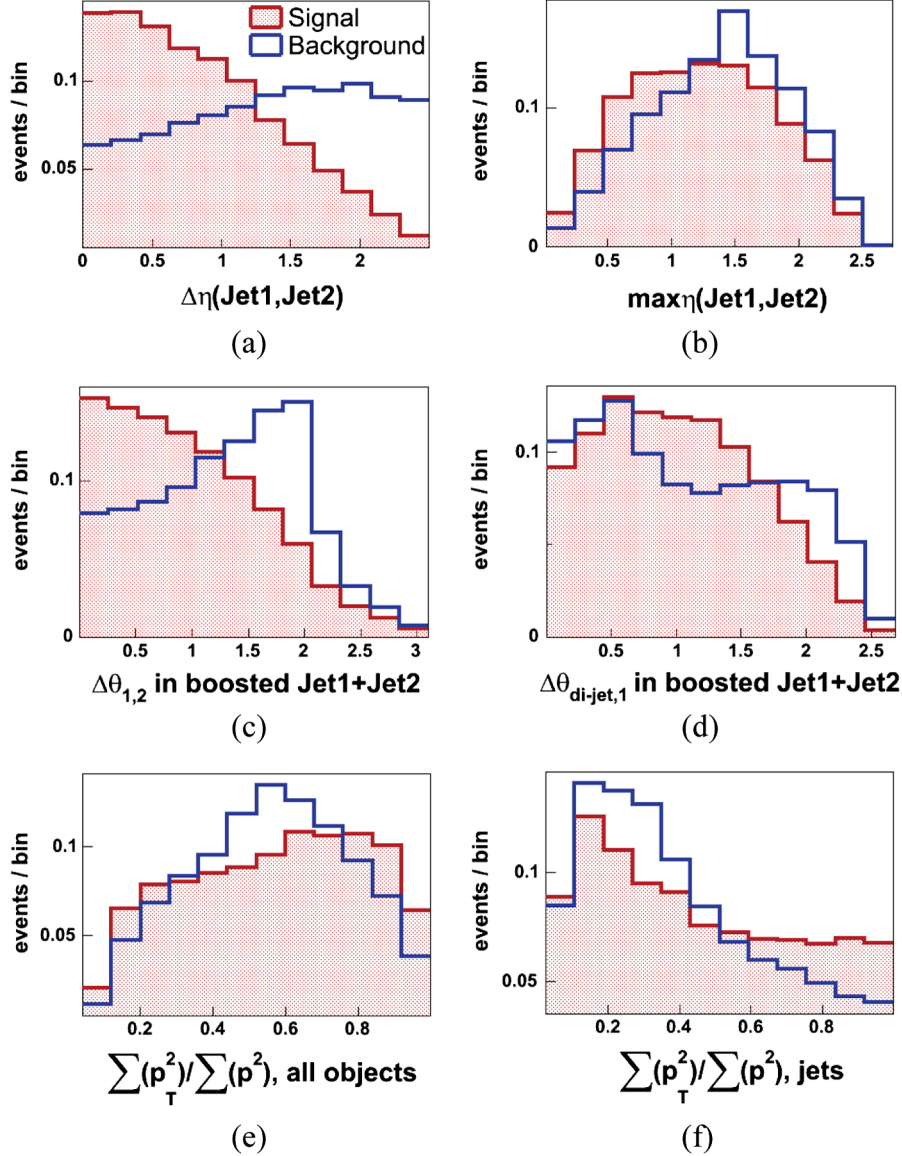 Signal
Background
events / bin
0.1
0.05
0 0.5 1 1.5 2
Δη(Jet1,Jet2)
(a)
events / bin
0.1
0
0.5 1 1.5 2 2.5
maxη(Jet1,Jet2)
(b)
events / bin
0.1
0
0.5 1 1.5 2 2.5 3
Δθ1,2 in boosted Jet1+Jet2
(c)
events / bin
0.1
0
0.5 1 1.5 2 2.5
Δθdi-jet,1 in boosted Jet1+Jet2
(d)
events / bin
0.1
0.05
0.2 0.4 0.6 0.8
∑(p²T)/∑(p²), all objects
(e)
events / bin
0.1
0.05
0.2 0.4 0.6 0.8
∑(p²T)/∑(p²), jets
(f)